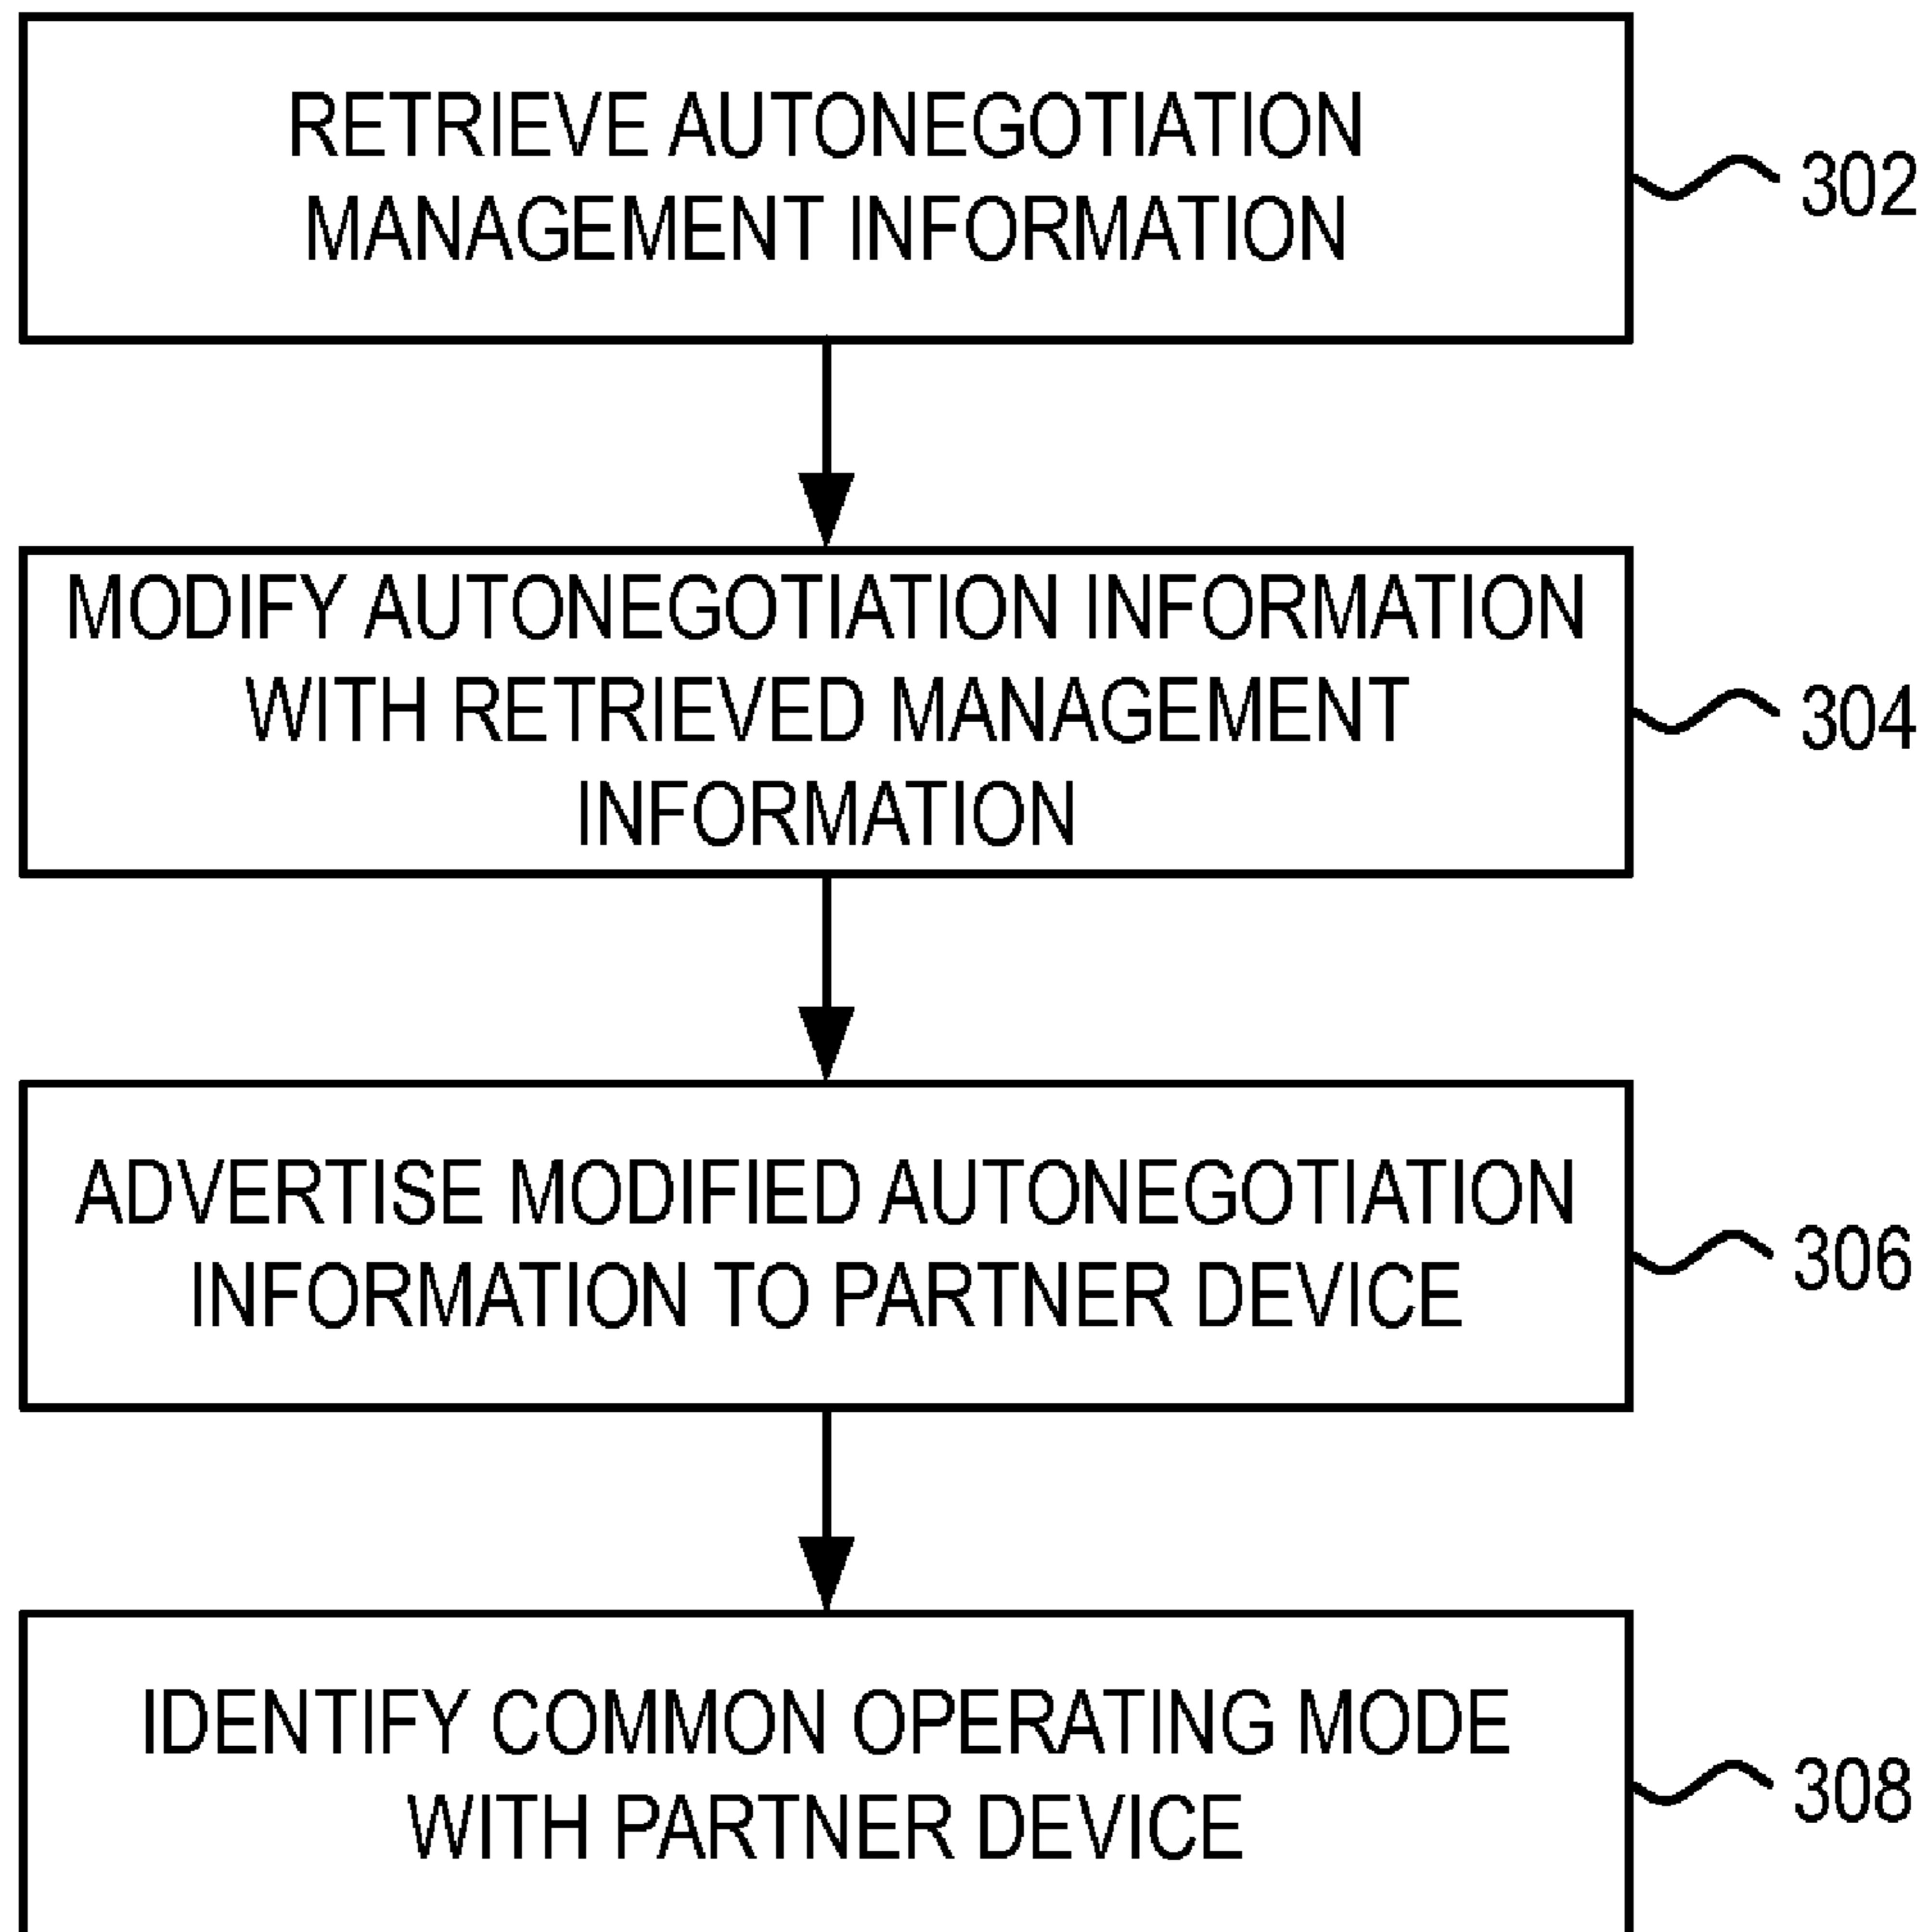 RETRIEVE AUTONEGOTIATION
MANAGEMENT INFORMATION
302
MODIFY AUTONEGOTIATION INFORMATION
WITH RETRIEVED MANAGEMENT
INFORMATION
304
ADVERTISE MODIFIED AUTONEGOTIATION
INFORMATION TO PARTNER DEVICE
306
IDENTIFY COMMON OPERATING MODE
WITH PARTNER DEVICE
308